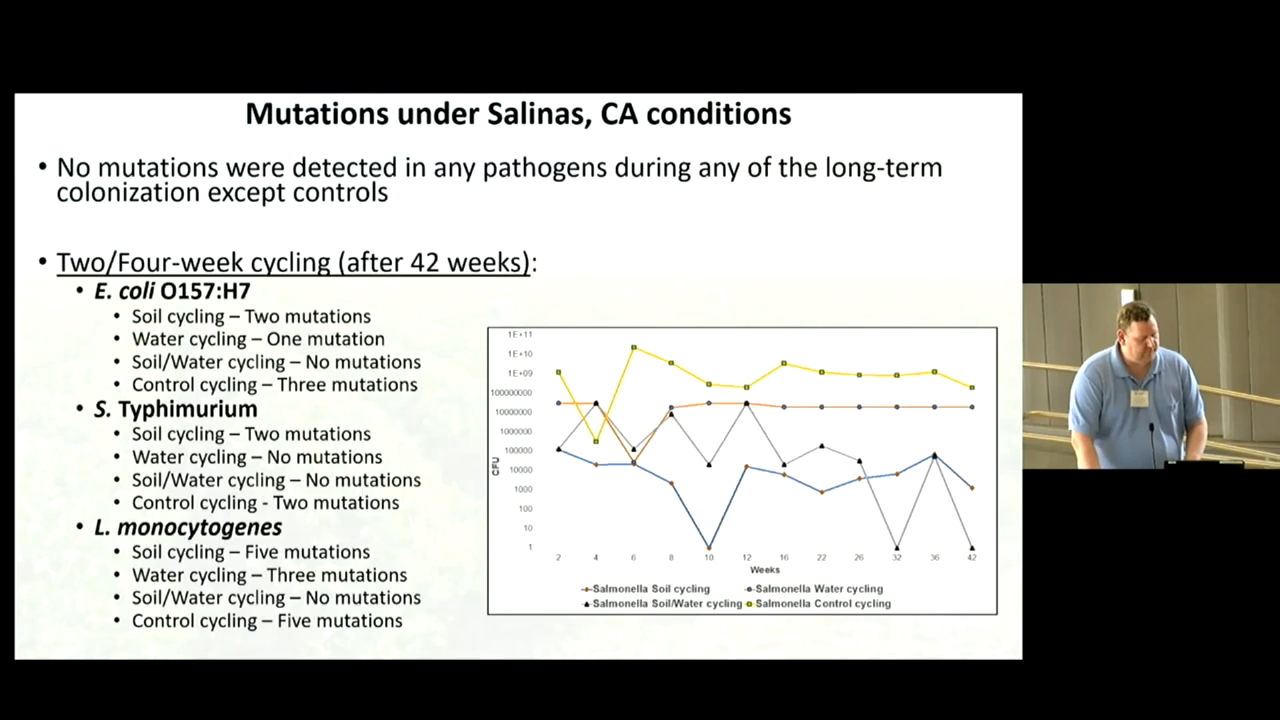 Mutations under Salinas, CA conditions
• No mutations were detected in any pathogens during any of the long-term
colonization except controls
• Two/Four-week cycling (after 42 weeks):
• E. coli O157:H7
• Soil cycling – Two mutations
• Water cycling – One mutation
• Soil/Water cycling – No mutations
• Control cycling – Three mutations
• S. Typhimurium
• Soil cycling – Two mutations
• Water cycling – No mutations
• Soil/Water cycling – No mutations
• Control cycling - Two mutations
• L. monocytogenes
• Soil cycling – Five mutations
• Water cycling – Three mutations
• Soil/Water cycling – No mutations
• Control cycling – Five mutations
1E+11
1E+10
1E+09
100000000
10000000
1000000
100000
10000
1000
100
10
1
CFU
2 4 6 8 10 12 16 22 26 32 36 42
Weeks
Salmonella Soil cycling Salmonella Water cycling
Salmonella Soil/Water cycling Salmonella Control cycling